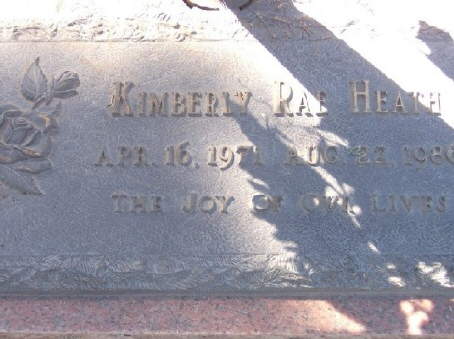 Kimberly Rae Heath
Apr. 16, 1971 Aug. 22, 1986
The Joy Of Our Lives